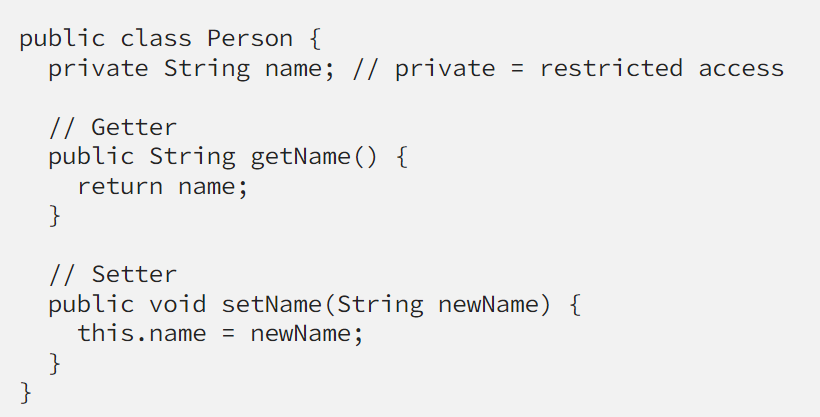 public class Person {
  private String name; // private = restricted access

  // Getter
  public String getName() {
    return name;
  }

  // Setter
  public void setName(String newName) {
    this.name = newName;
  }
}